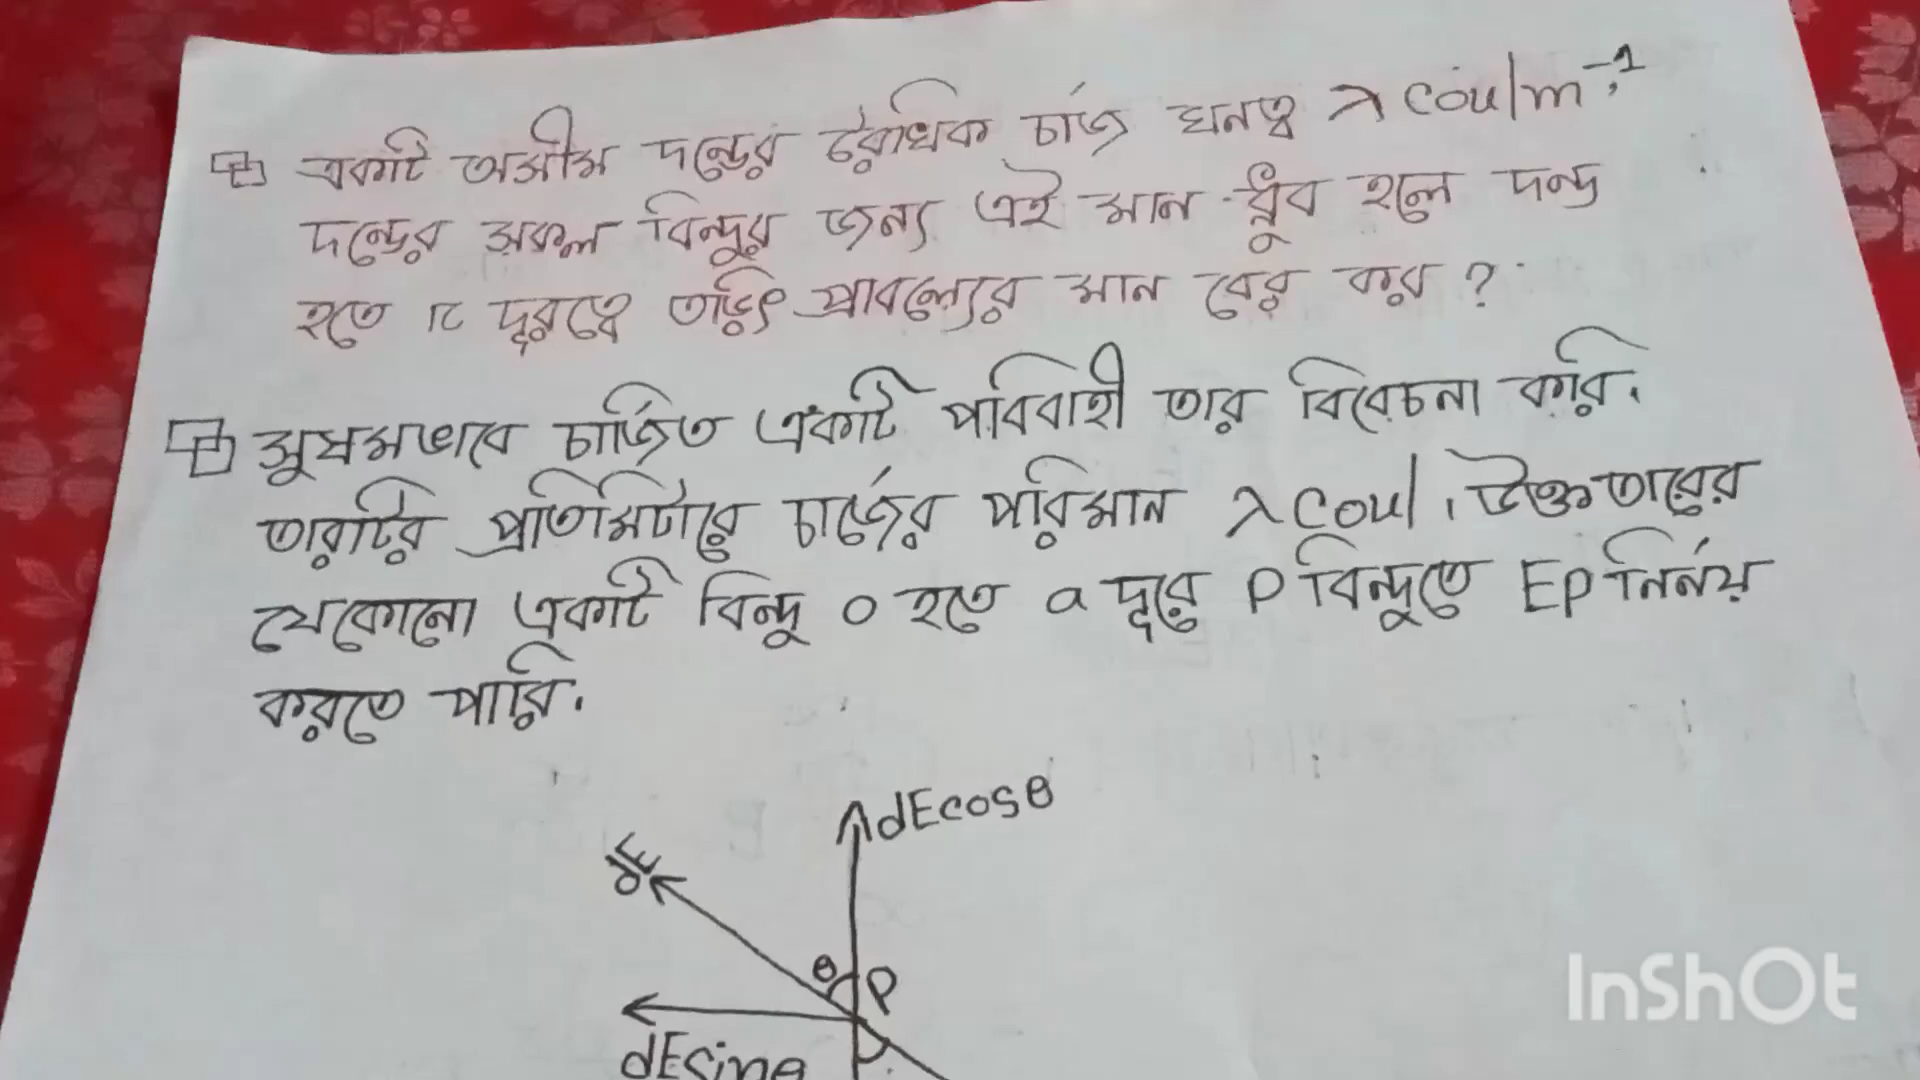 একটি অসীম দন্ডের রৈখিক চার্জ ঘনত্ব λ coul m⁻¹,
দন্ডের সকল বিন্দুর জন্য এই মান ধ্রুব হলে দন্ড
হতে r দূরত্বে তড়িৎ প্রাবল্যের মান বের কর ?
সুষমভাবে চার্জিত একটি পরিবাহী তার বিবেচনা করি.
তারটির প্রতিমিটারে চার্জের পরিমান λ coul, উক্ত তারের
যেকোনো একটি বিন্দু O হতে a দূরে P বিন্দুতে EP নির্নয়
করতে পারি.
dEcosθ
dE
θ P
dEsinθ
InShOt